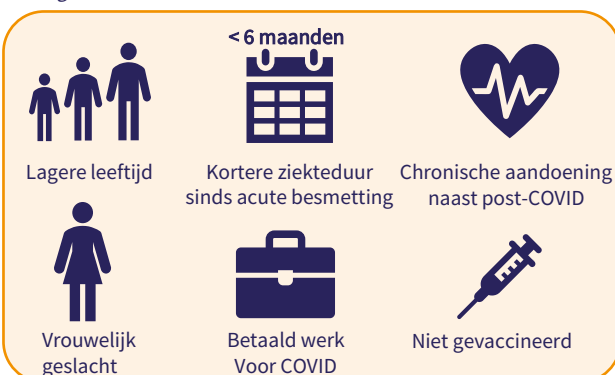 < 6 maanden
Lagere leeftijd
Kortere ziekteduur
sinds acute besmetting
Chronische aandoening
naast post-COVID
Vrouwelijk
geslacht
Betaald werk
Voor COVID
Niet gevaccineerd